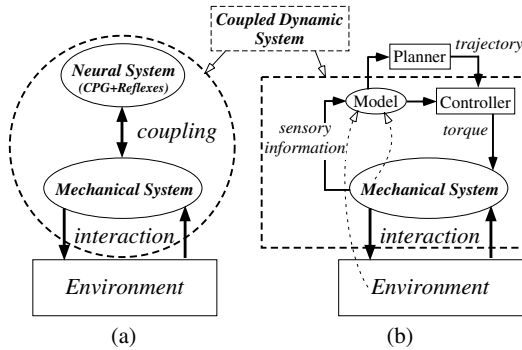 Coupled Dynamic
System
Neural System
(CPG+Reflexes)
coupling
Mechanical System
interaction
Environment
(a)
Planner
trajectory
Model
Controller
sensory
information
torque
Mechanical System
interaction
Environment
(b)